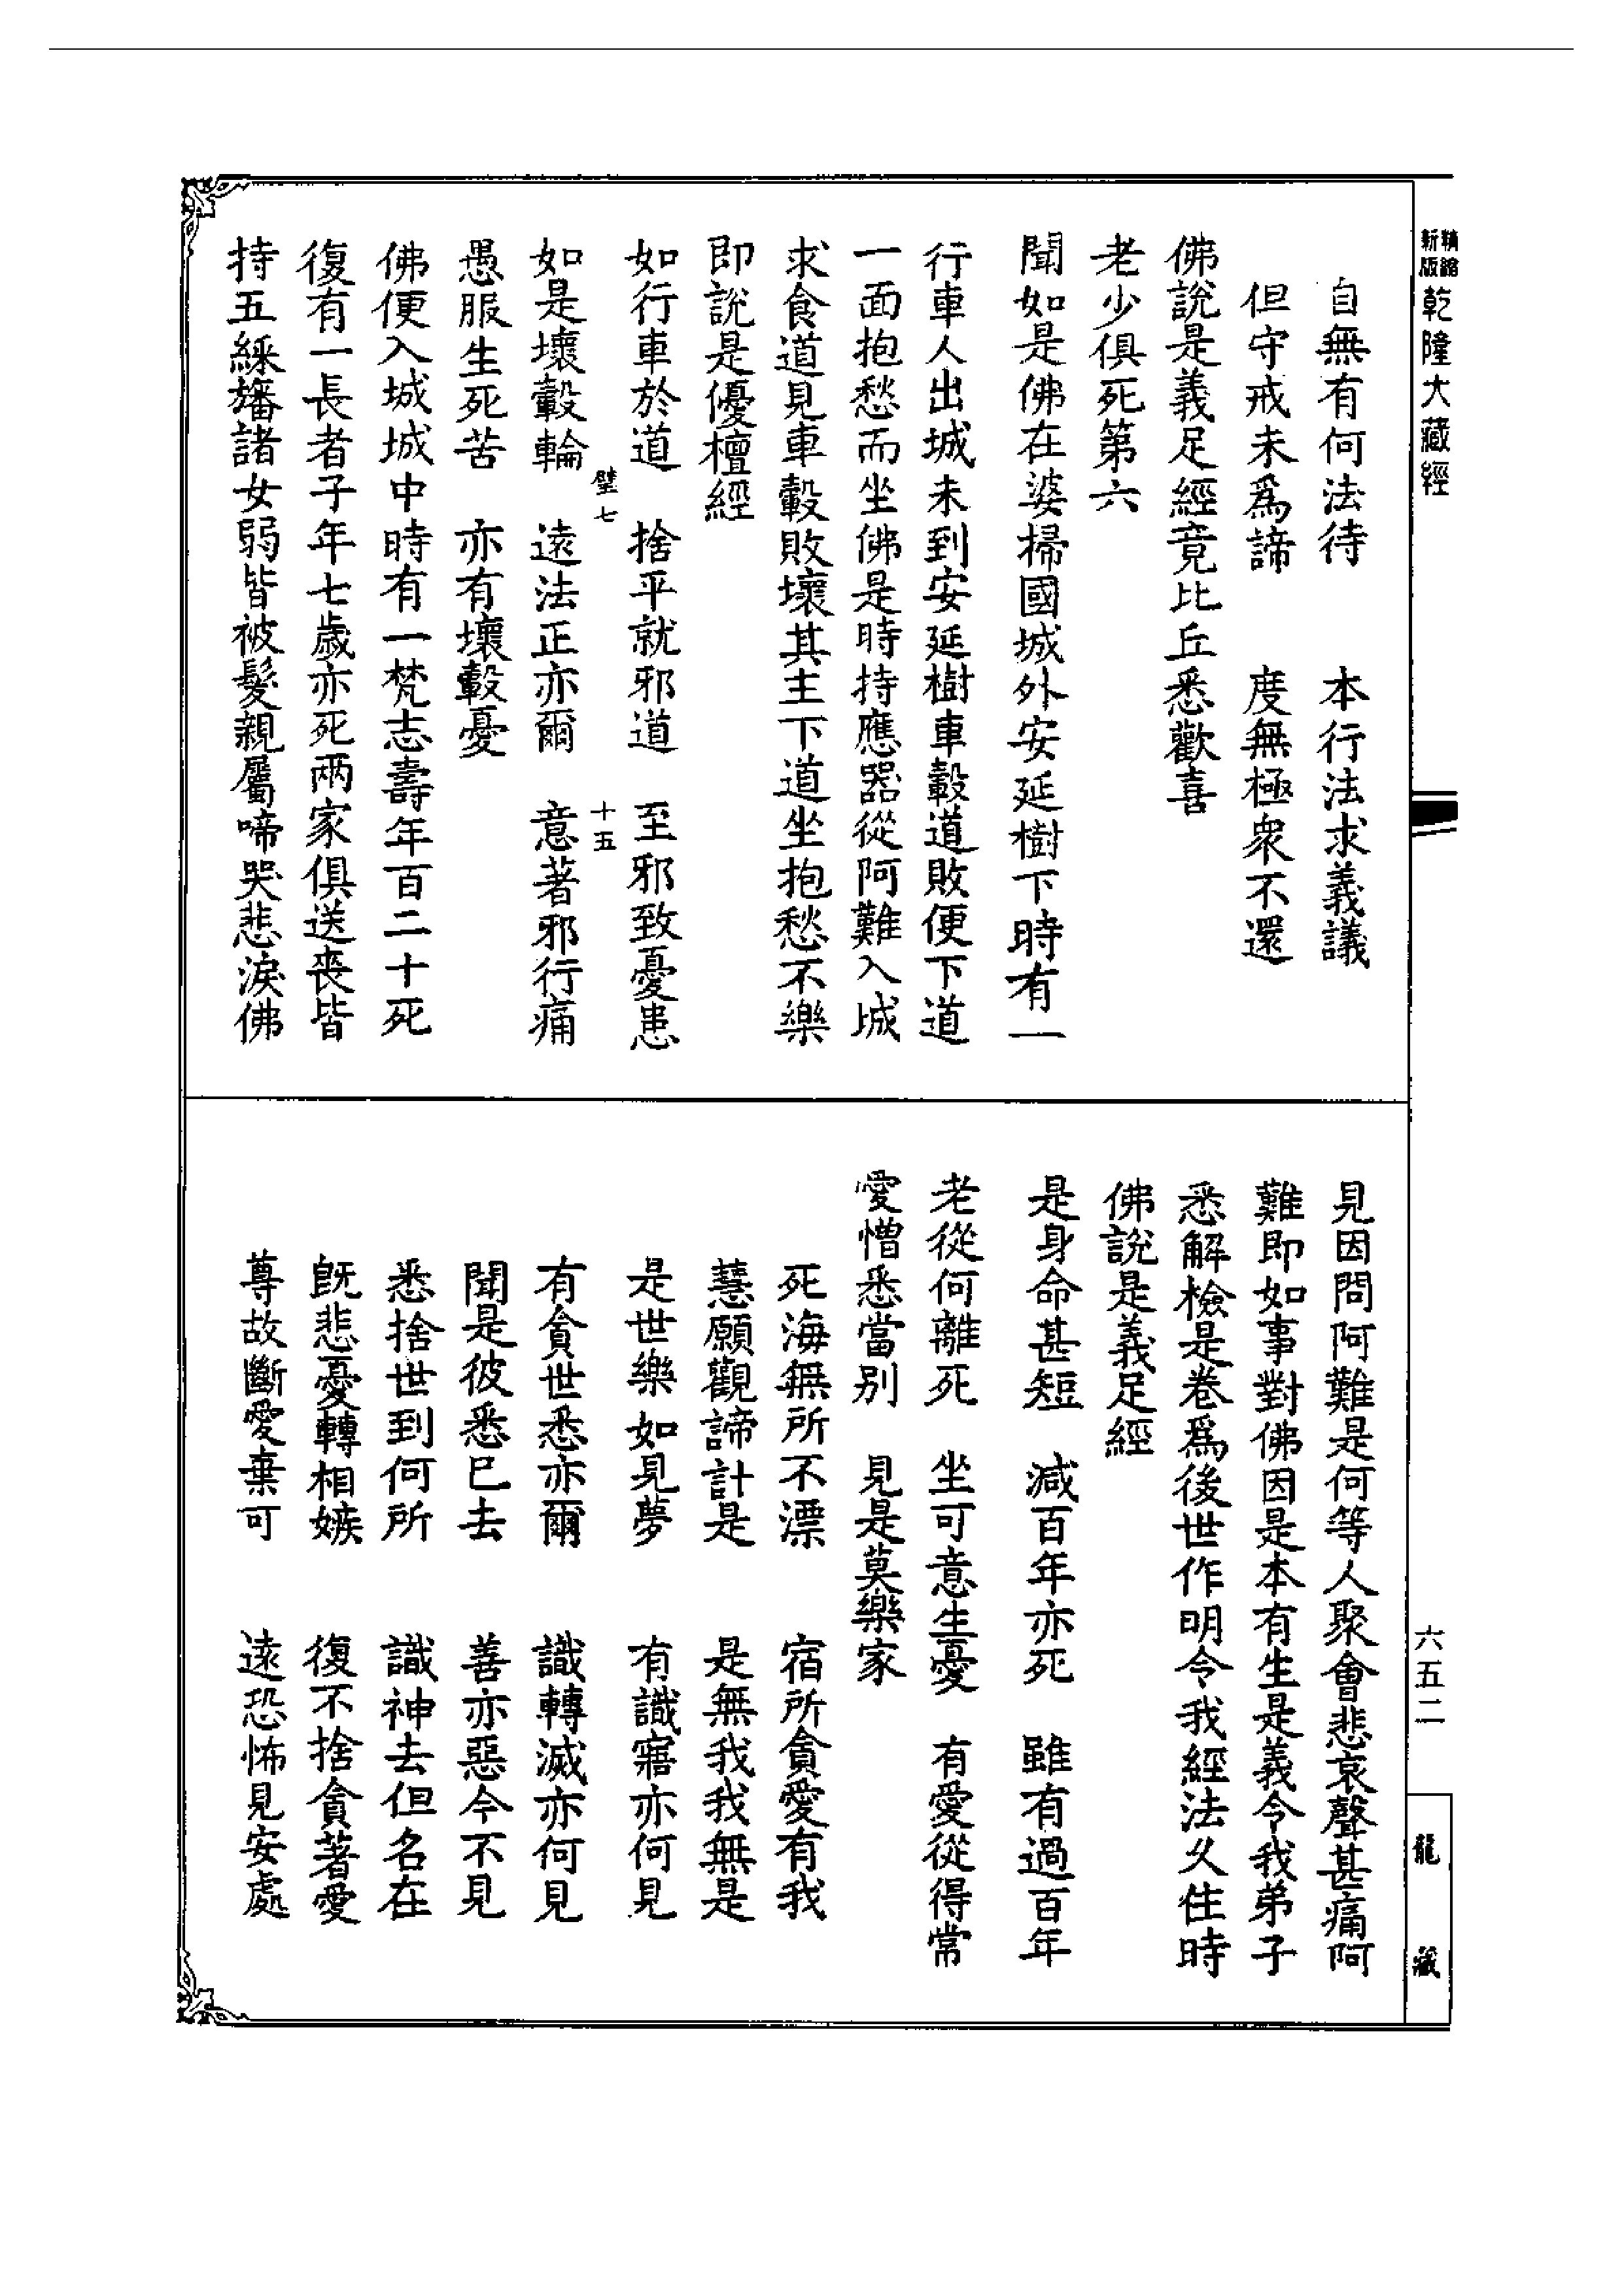 新版
乾隆大藏經
自無有何法待　本行法求義議
但守戒未為諦　度無極衆不還
佛說是義足經竟比丘悉歡喜
老少俱死第六
聞如是佛在婆掃國城外安延樹下時有一
行車人出城未到安延樹車轂道敗便下道
一面抱愁而坐佛是時持應器從阿難入城
求食道見車轂敗壞其主下道坐抱愁不樂
即說是優檀經
如行車於道　捨平就邪道　至邪致憂患
璧七　十五
如是壞轂輪　遠法正亦爾　意著邪行痛
愚服生死苦　亦有壞轂憂
佛便入城城中時有一梵志壽年百二十死
復有一長者子年七歲亦死兩家俱送喪皆
持五綵旛諸女弱皆被髮親屬啼哭悲淚佛
見因問阿難是何等人聚會悲哀聲甚痛阿
難即如事對佛因是本有生是義令我弟子
悉解檢是卷為後世作明令我經法久住時
佛說是義足經
是身命甚短　減百年亦死　雖有過百年
老從何離死　坐可意生憂　有愛從得常
愛憎悉當別　見是莫樂家
死海無所不漂　宿所貪愛有我
慧願觀諦計是　是無我我無是
是世樂如見夢　有識寤亦何見
有貪世悉亦爾　識轉滅亦何見
聞是彼悉已去　善亦惡今不見
悉捨世到何所　識神去但名在
旣悲憂轉相嫉　復不捨貪著愛
尊故斷愛棄可　遠恐怖見安處
六五二
龍藏